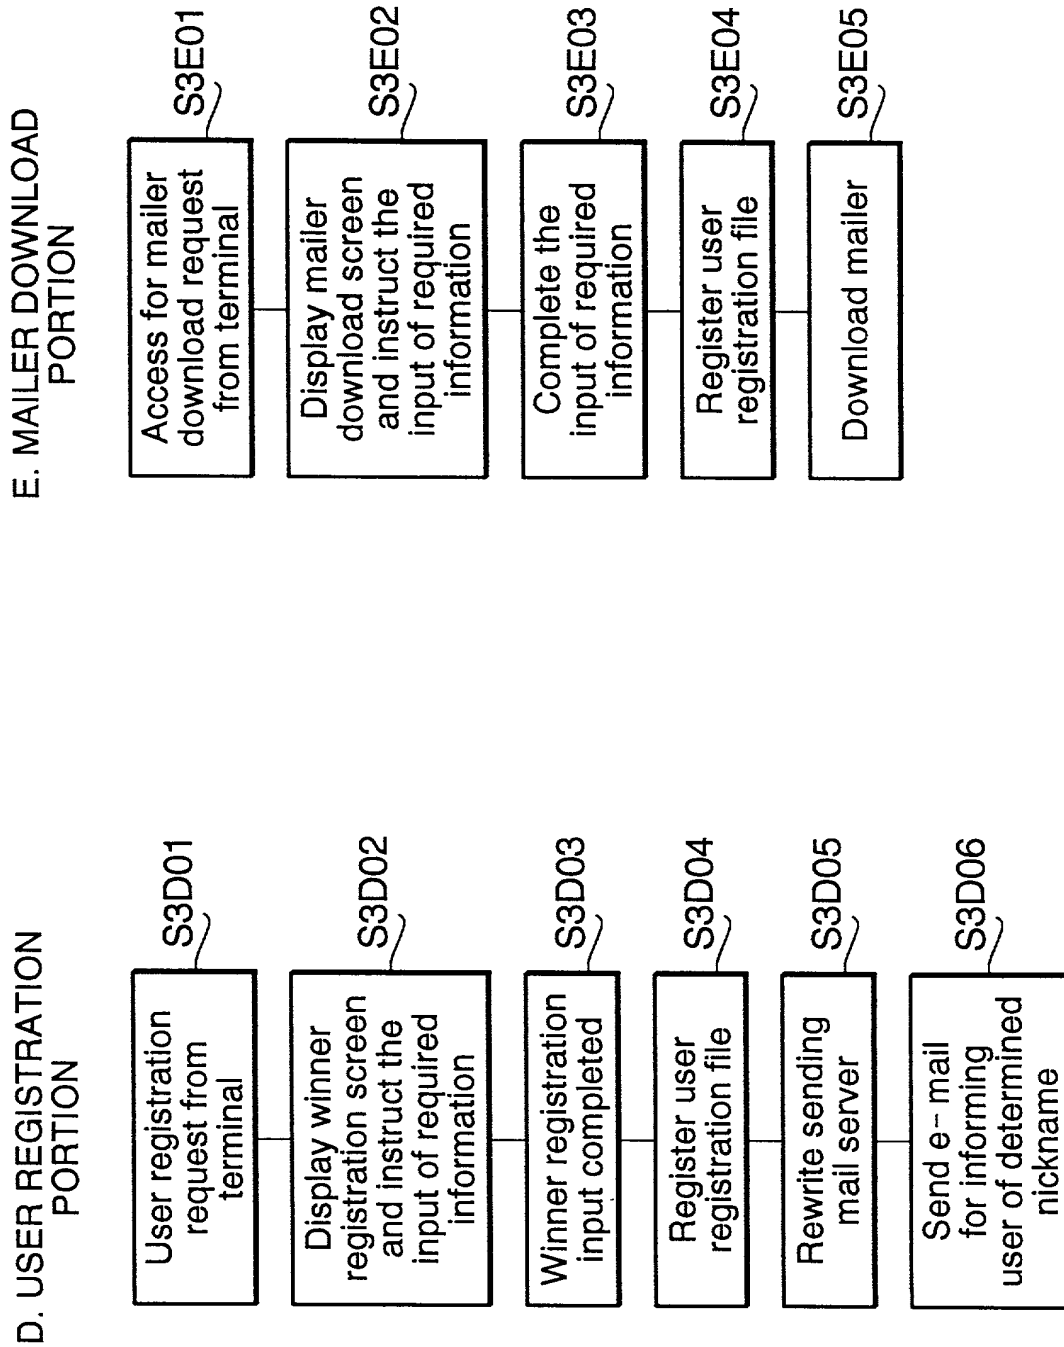 D. USER REGISTRATION
PORTION
User registration
request from
terminal
S3D01
Display winner
registration screen
and instruct the
input of required
information
S3D02
Winner registration
input completed
S3D03
Register user
registration file
S3D04
Rewrite sending
mail server
S3D05
Send e-mail
for informing
user of determined
nickname
S3D06
E. MAILER DOWNLOAD
PORTION
Access for mailer
download request
from terminal
S3E01
Display mailer
download screen
and instruct the
input of required
information
S3E02
Complete the
input of required
information
S3E03
Register user
registration file
S3E04
Download mailer
S3E05